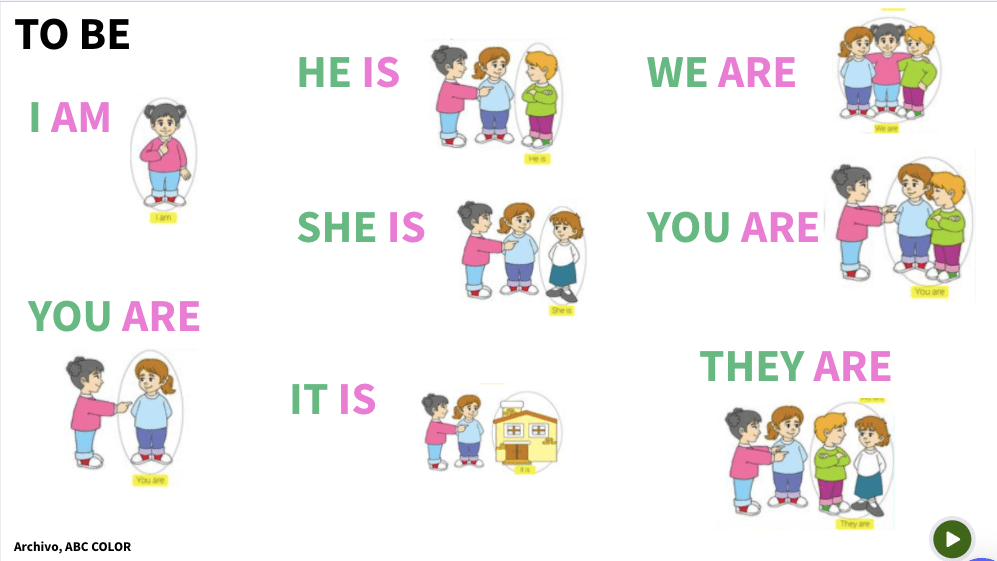 TO BE
I AM
I am
YOU ARE
You are
HE IS
He is
SHE IS
She is
IT IS
It is
WE ARE
We are
YOU ARE
You are
THEY ARE
They are
Archivo, ABC COLOR